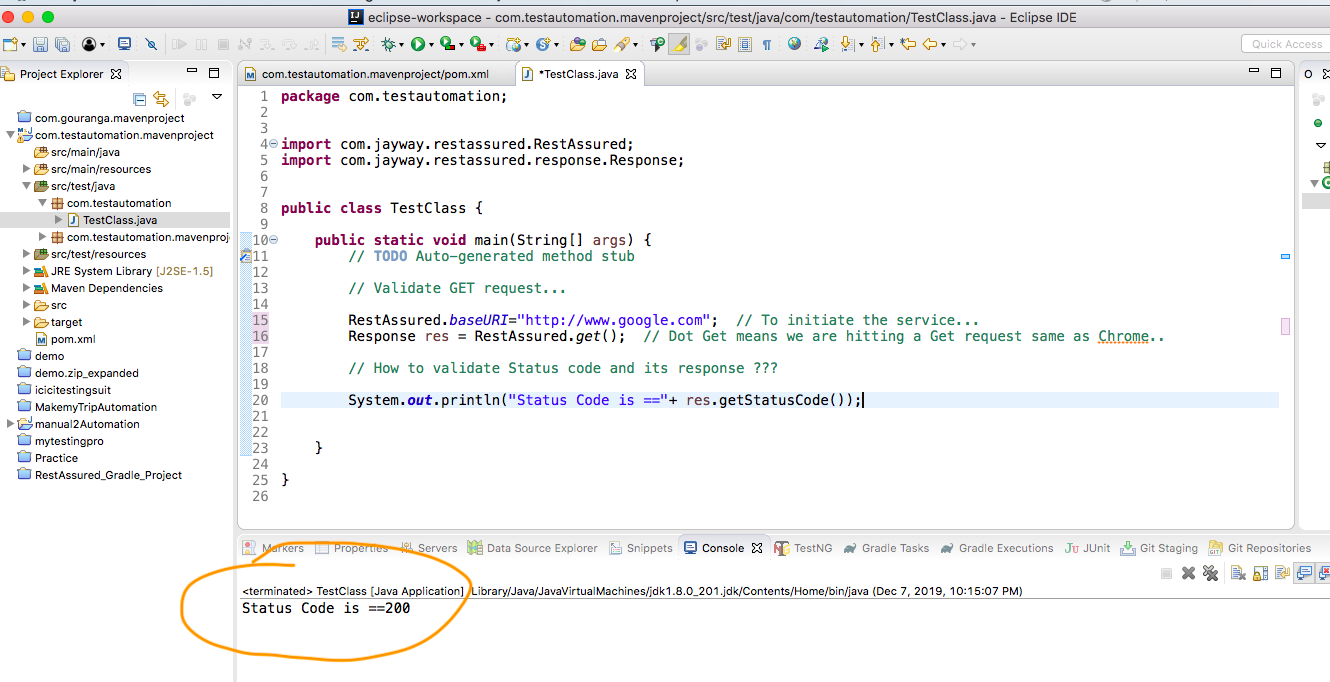 eclipse-workspace - com.testautomation.mavenproject/src/test/java/com/testautomation/TestClass.java - Eclipse IDE
Quick Access
Project Explorer
com.testautomation.mavenproject/pom.xml
*TestClass.java
com.gouranga.mavenproject
com.testautomation.mavenproject
src/main/java
src/main/resources
src/test/java
com.testautomation
TestClass.java
com.testautomation.mavenproj
src/test/resources
JRE System Library [J2SE-1.5]
Maven Dependencies
src
target
pom.xml
demo
demo.zip_expanded
icicitestingsuit
MakemyTripAutomation
manual2Automation
mytestingpro
Practice
RestAssured_Gradle_Project
1 package com.testautomation;
2
3
4 import com.jayway.restassured.RestAssured;
5 import com.jayway.restassured.response.Response;
6
7
8 public class TestClass {
9
10 public static void main(String[] args) {
11 // TODO Auto-generated method stub
12
13 // Validate GET request...
14
15 RestAssured.baseURI="http://www.google.com"; // To initiate the service...
16 Response res = RestAssured.get(); // Dot Get means we are hitting a Get request same as Chrome..
17
18 // How to validate Status code and its response ???
19
20 System.out.println("Status Code is =="+ res.getStatusCode());
21
22
23 }
24
25 }
26
Markers Properties Servers Data Source Explorer Snippets Console TestNG Gradle Tasks Gradle Executions JUnit Git Staging Git Repositories
<terminated> TestClass [Java Application] /Library/Java/JavaVirtualMachines/jdk1.8.0_201.jdk/Contents/Home/bin/java (Dec 7, 2019, 10:15:07 PM)
Status Code is ==200